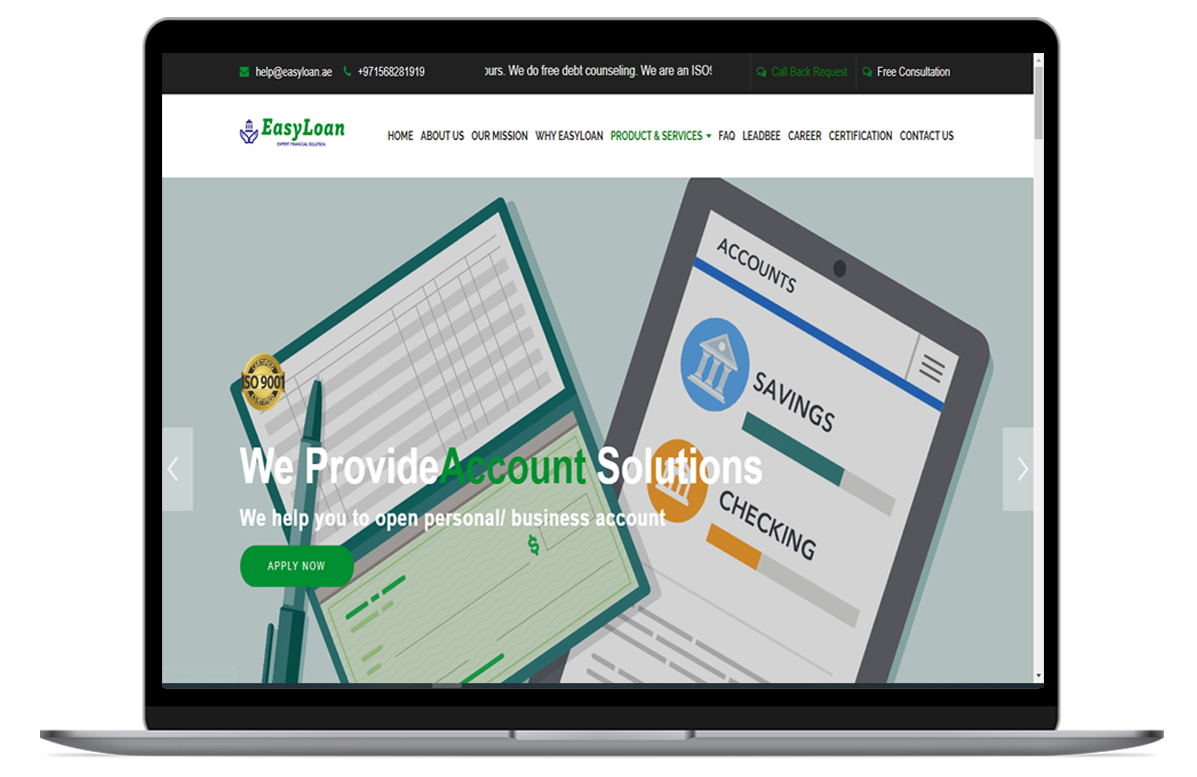 help@easyloan.ae +971568281919 ours. We do free debt counseling. We are an ISO! Call Back Request Free Consultation
EasyLoan
EXPERT FINANCIAL SOLUTION
HOME ABOUT US OUR MISSION WHY EASYLOAN PRODUCT & SERVICES FAQ LEADBEE CAREER CERTIFICATION CONTACT US
ACCOUNTS
SAVINGS
CHECKING
ISO 9001
We ProvideAccount Solutions
We help you to open personal/ business account
$
APPLY NOW